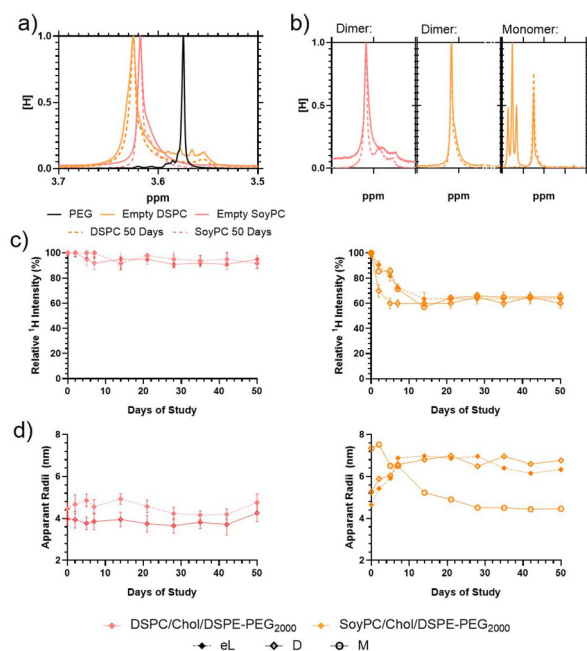 a)
[H]
1.0
0.5
0.0
3.7
3.6
3.5
ppm
PEG
Empty DSPC
Empty SoyPC
DSPC 50 Days
SoyPC 50 Days
b)
Dimer:
Dimer:
Monomer:
[H]
1.0
0.5
0.0
ppm
ppm
ppm
c)
Relative ¹H Intensity (%)
100
80
60
40
20
0
0 10 20 30 40 50
Days of Study
Relative ¹H Intensity (%)
100
80
60
40
20
0
0 10 20 30 40 50
Days of Study
d)
Apparant Radii (nm)
8
6
4
2
0 10 20 30 40 50
Days of Study
Apparant Radii (nm)
8
6
4
2
0 10 20 30 40 50
Days of Study
DSPC/Chol/DSPE-PEG₂₀₀₀
SoyPC/Chol/DSPE-PEG₂₀₀₀
eL
D
M